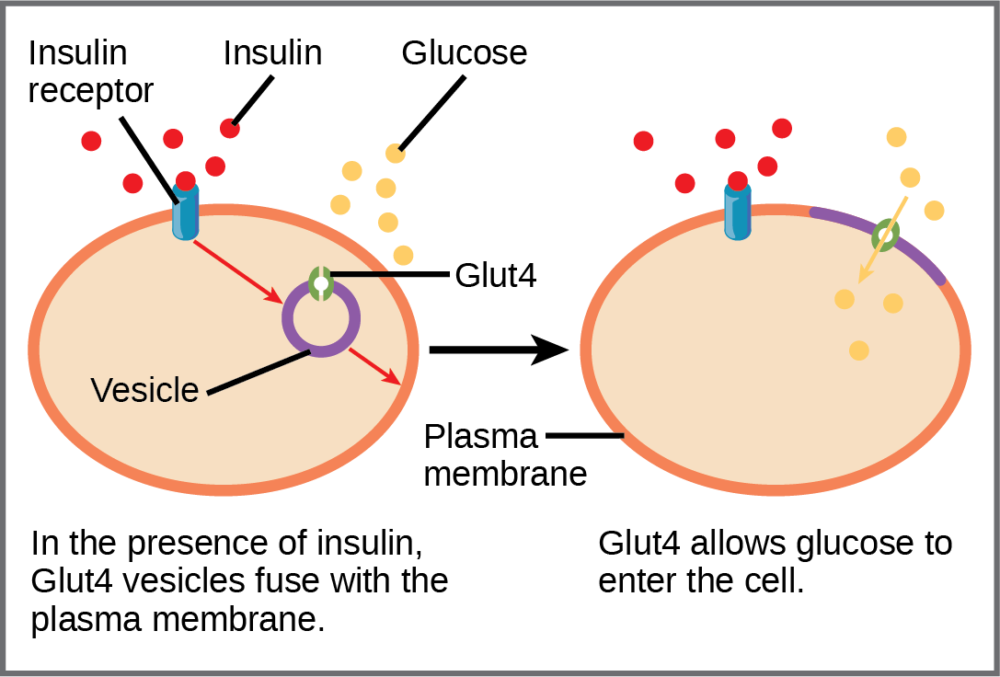 Insulin
receptor
Insulin
Glucose
Glut4
Vesicle
Plasma
membrane
In the presence of insulin,
Glut4 vesicles fuse with the
plasma membrane.
Glut4 allows glucose to
enter the cell.